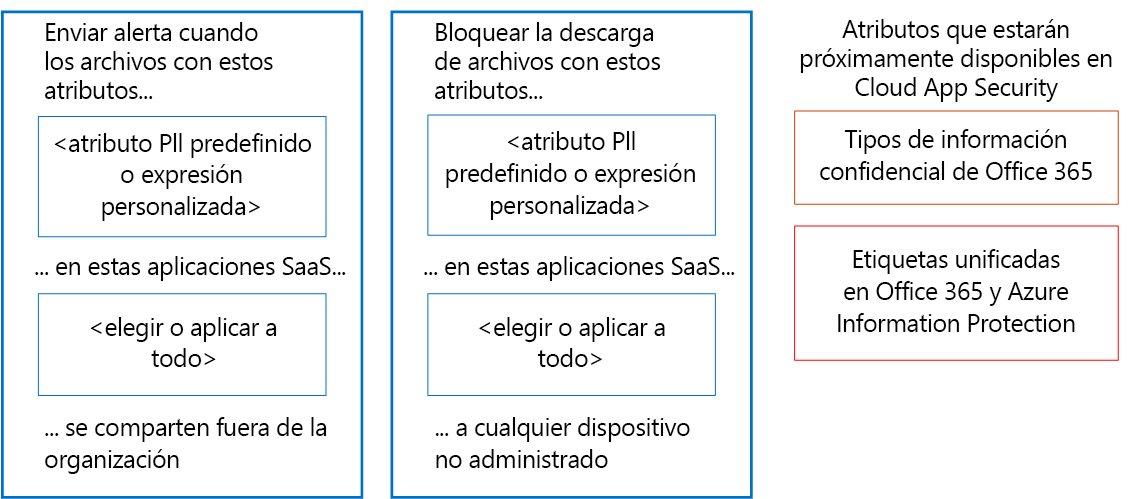 Enviar alerta cuando
los archivos con estos
atributos...
<atributo Pll predefinido
o expresión
personalizada>
... en estas aplicaciones SaaS...
<elegir o aplicar a
todo>
... se comparten fuera de la
organización
Bloquear la descarga
de archivos con estos
atributos...
<atributo Pll
predefinido o expresión
personalizada>
... en estas aplicaciones SaaS...
<elegir o aplicar a
todo>
... a cualquier dispositivo
no administrado
Atributos que estarán
próximamente disponibles en
Cloud App Security
Tipos de información
confidencial de Office 365
Etiquetas unificadas
en Office 365 y Azure
Information Protection